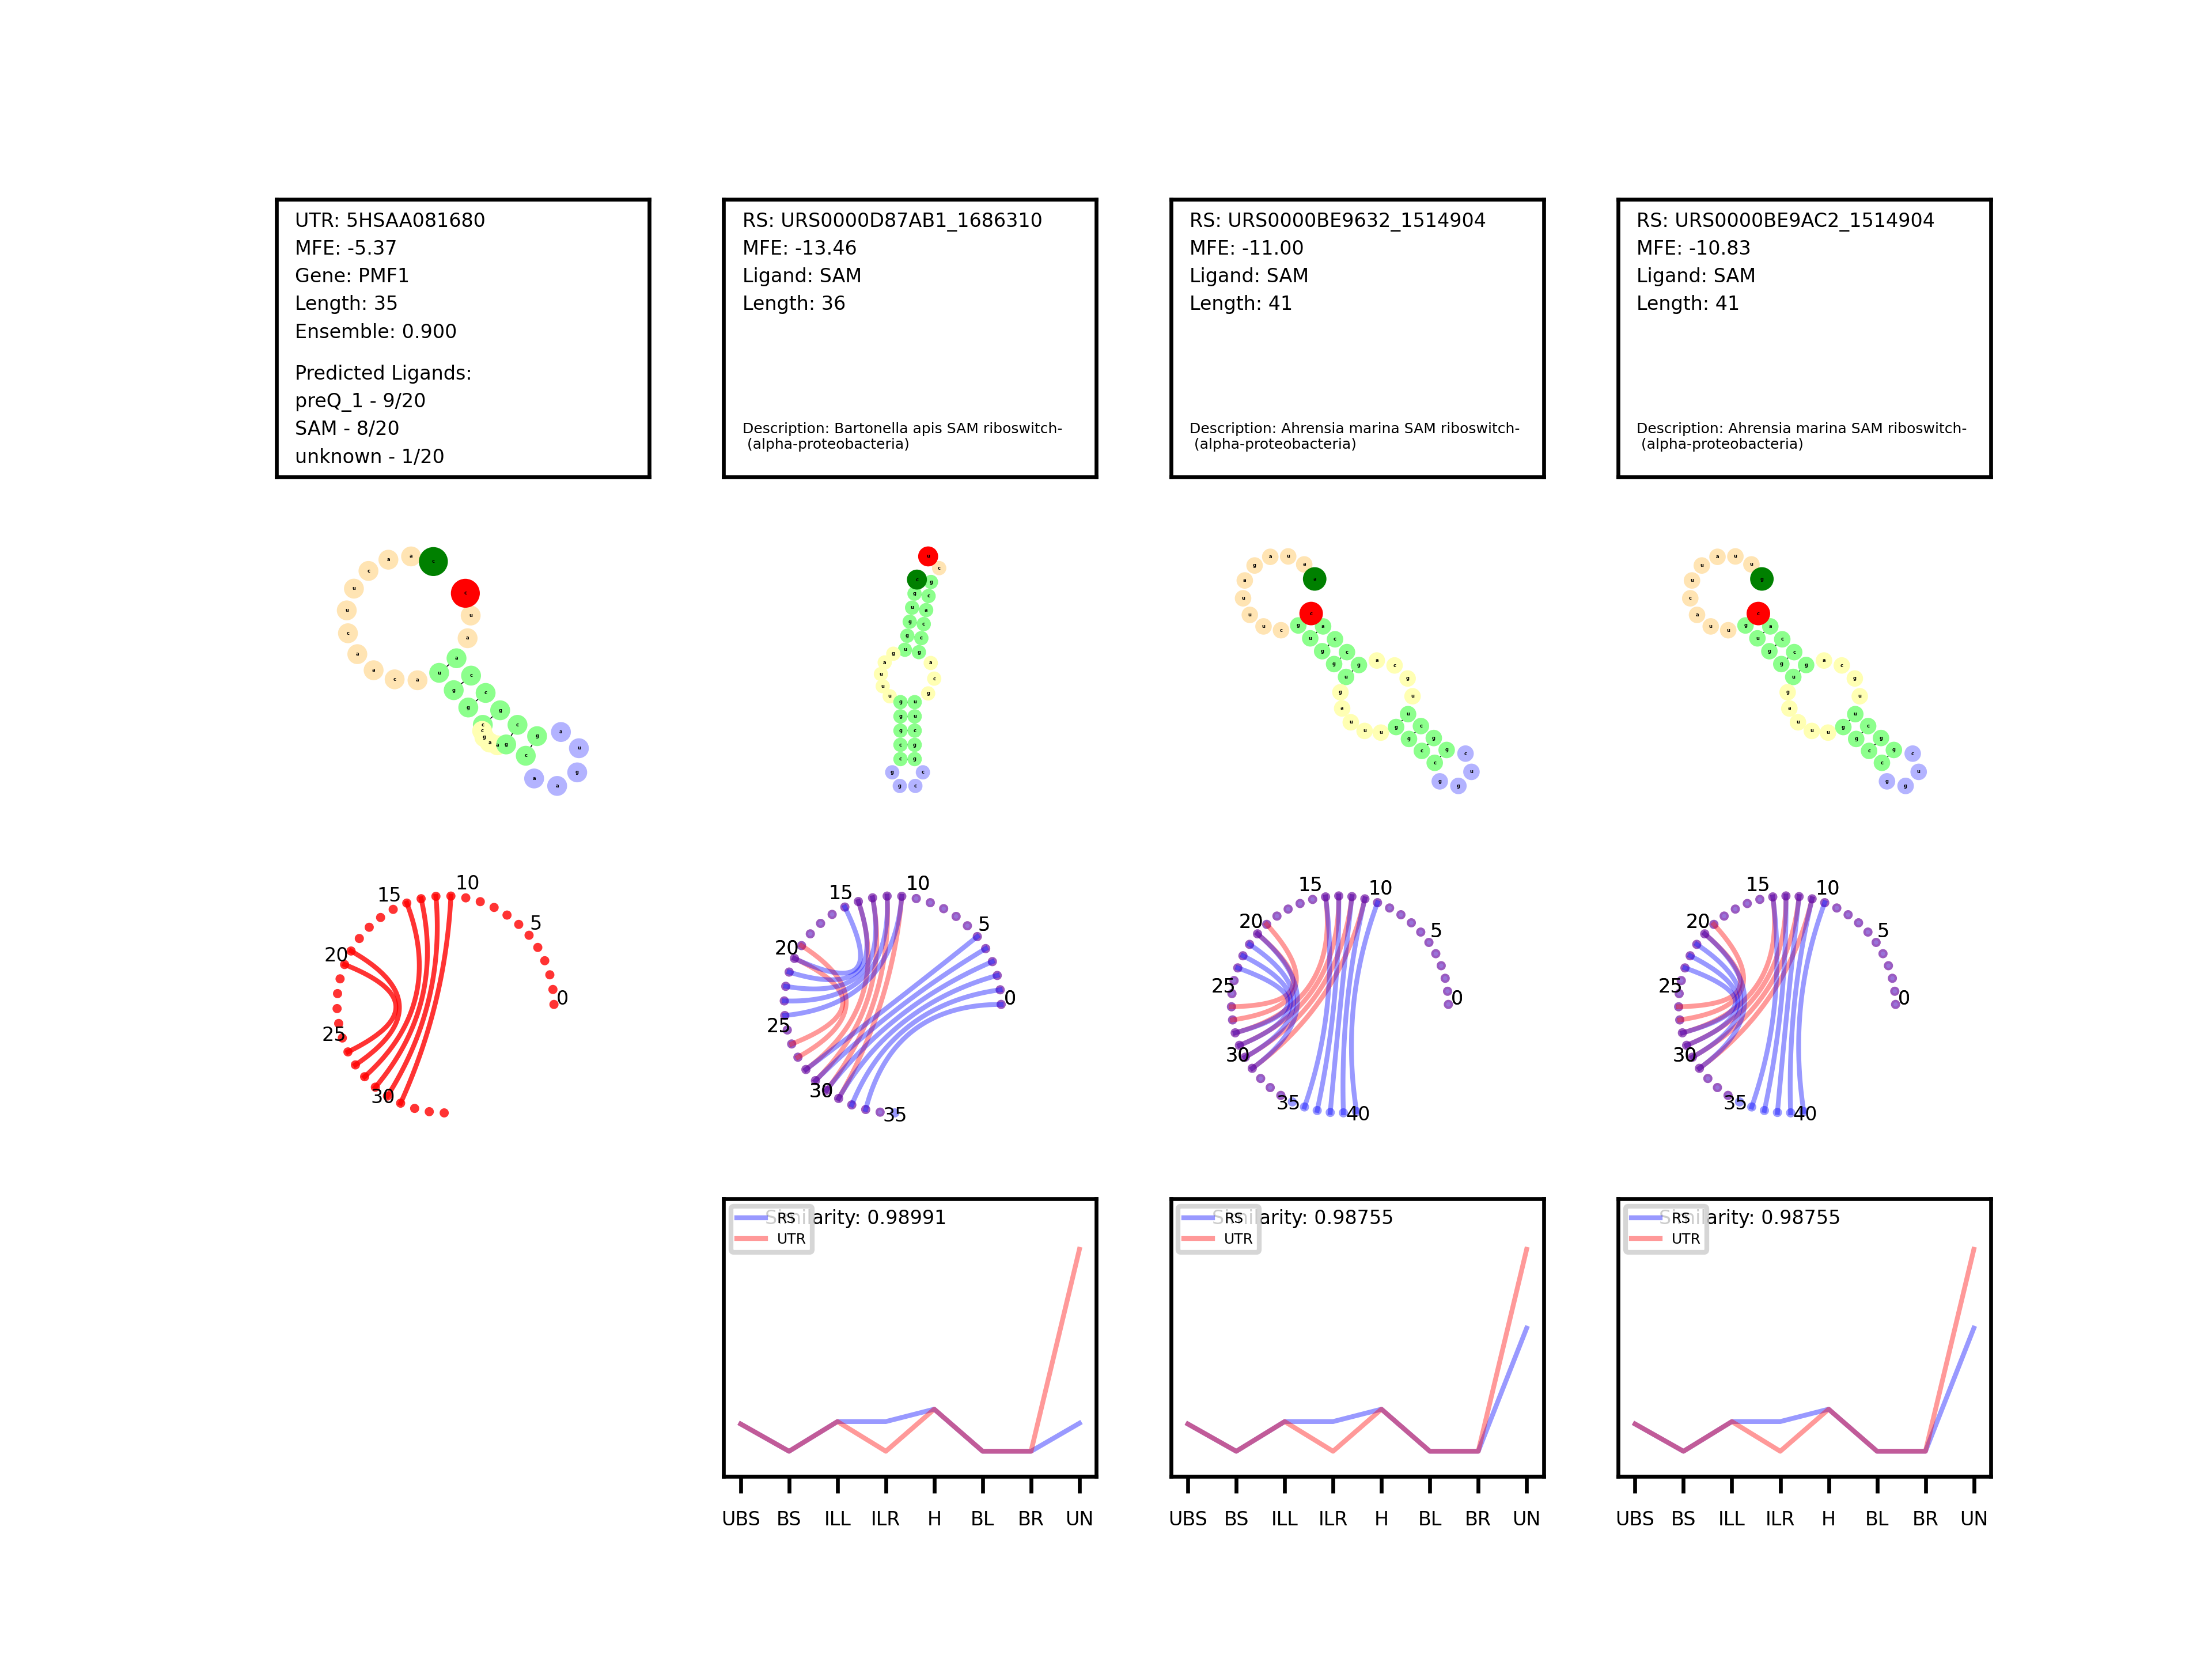 UTR: 5HSAA081680
MFE: -5.37
Gene: PMF1
Length: 35
Ensemble: 0.900
Predicted Ligands:
preQ_1 - 9/20
SAM - 8/20
unknown - 1/20
RS: URS0000D87AB1_1686310
MFE: -13.46
Ligand: SAM
Length: 36
Description: Bartonella apis SAM riboswitch-
(alpha-proteobacteria)
RS: URS0000BE9632_1514904
MFE: -11.00
Ligand: SAM
Length: 41
Description: Ahrensia marina SAM riboswitch-
(alpha-proteobacteria)
RS: URS0000BE9AC2_1514904
MFE: -10.83
Ligand: SAM
Length: 41
Description: Ahrensia marina SAM riboswitch-
(alpha-proteobacteria)
0
5
10
15
20
25
30
0
5
10
15
20
25
30
35
0
5
10
15
20
25
30
35
40
0
5
10
15
20
25
30
35
40
Similarity: 0.98991
RS
UTR
UBS BS ILL ILR H BL BR UN
Similarity: 0.98755
RS
UTR
UBS BS ILL ILR H BL BR UN
Similarity: 0.98755
RS
UTR
UBS BS ILL ILR H BL BR UN